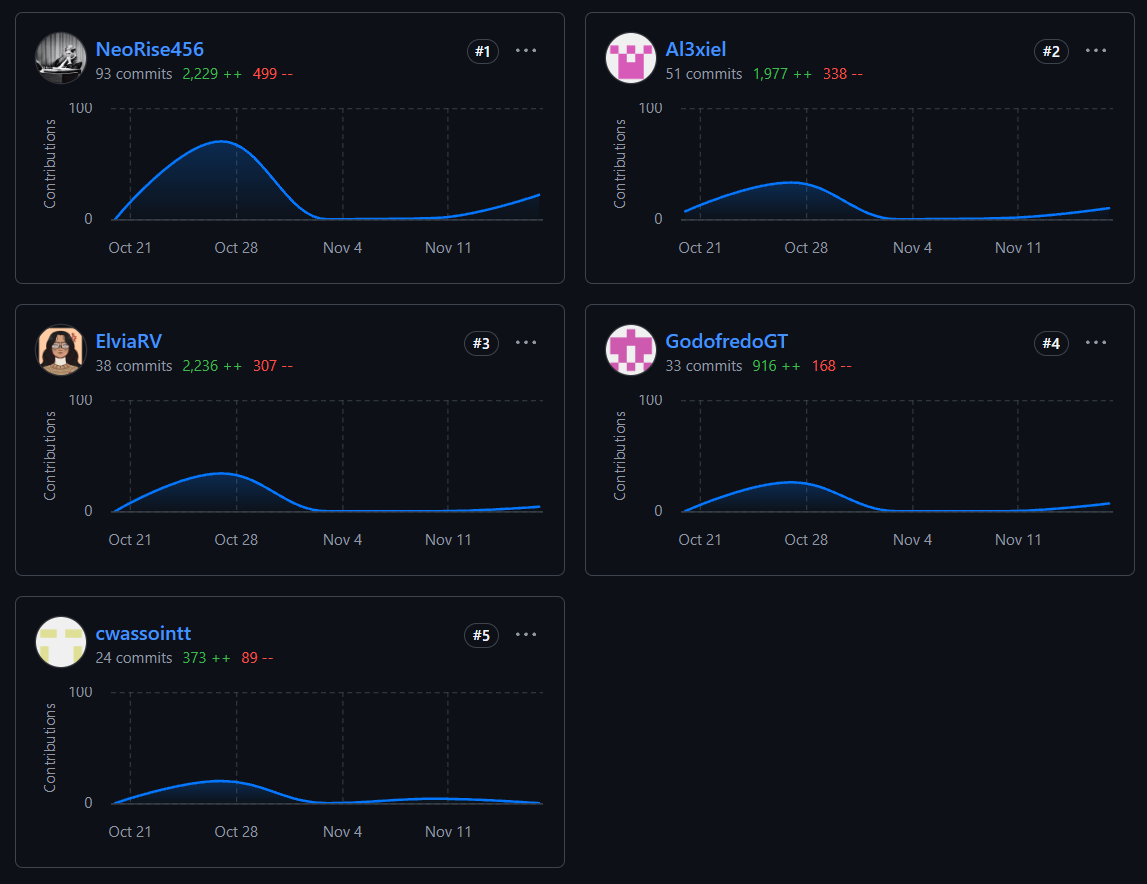 NeoRise456
#1
93 commits 2,229 ++ 499 --
100
Contributions
0
Oct 21 Oct 28 Nov 4 Nov 11
Al3xiel
#2
51 commits 1,977 ++ 338 --
100
Contributions
0
Oct 21 Oct 28 Nov 4 Nov 11
ElviaRV
#3
38 commits 2,236 ++ 307 --
100
Contributions
0
Oct 21 Oct 28 Nov 4 Nov 11
GodofredoGT
#4
33 commits 916 ++ 168 --
100
Contributions
0
Oct 21 Oct 28 Nov 4 Nov 11
cwassointt
#5
24 commits 373 ++ 89 --
100
Contributions
0
Oct 21 Oct 28 Nov 4 Nov 11